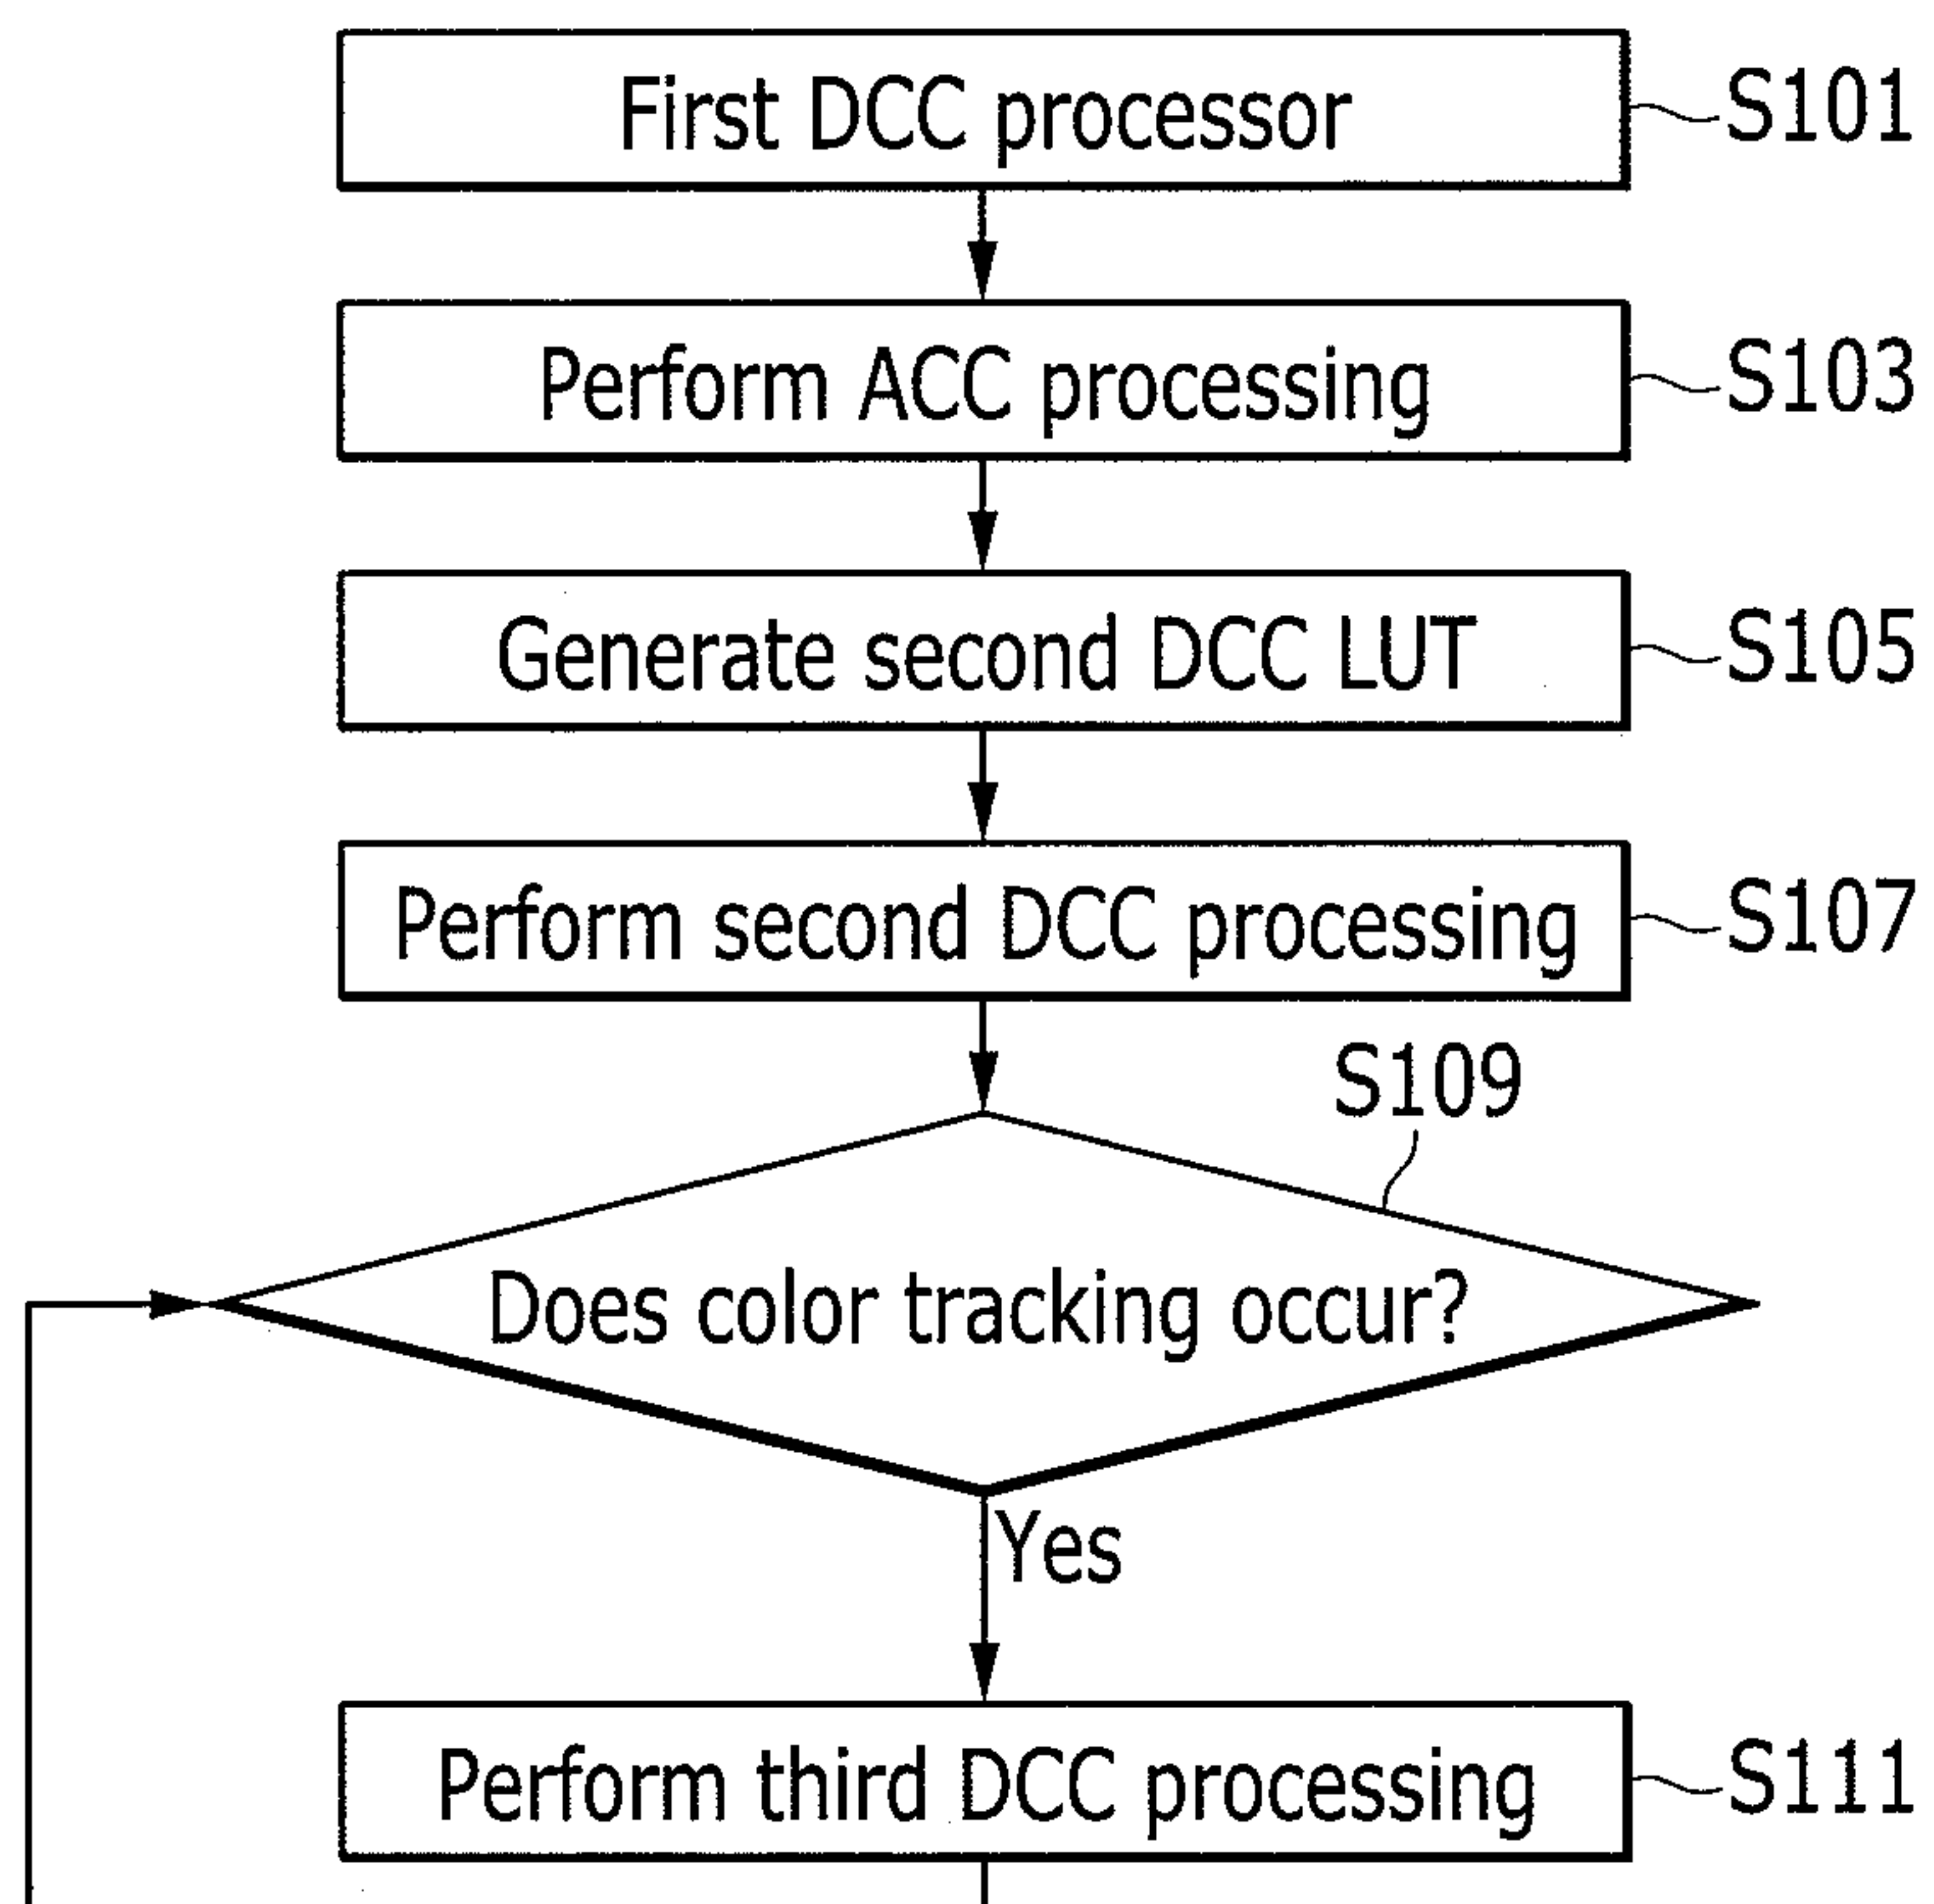 First DCC processor
S101
Perform ACC processing
S103
Generate second DCC LUT
S105
Perform second DCC processing
S107
S109
Does color tracking occur?
Yes
Perform third DCC processing
S111